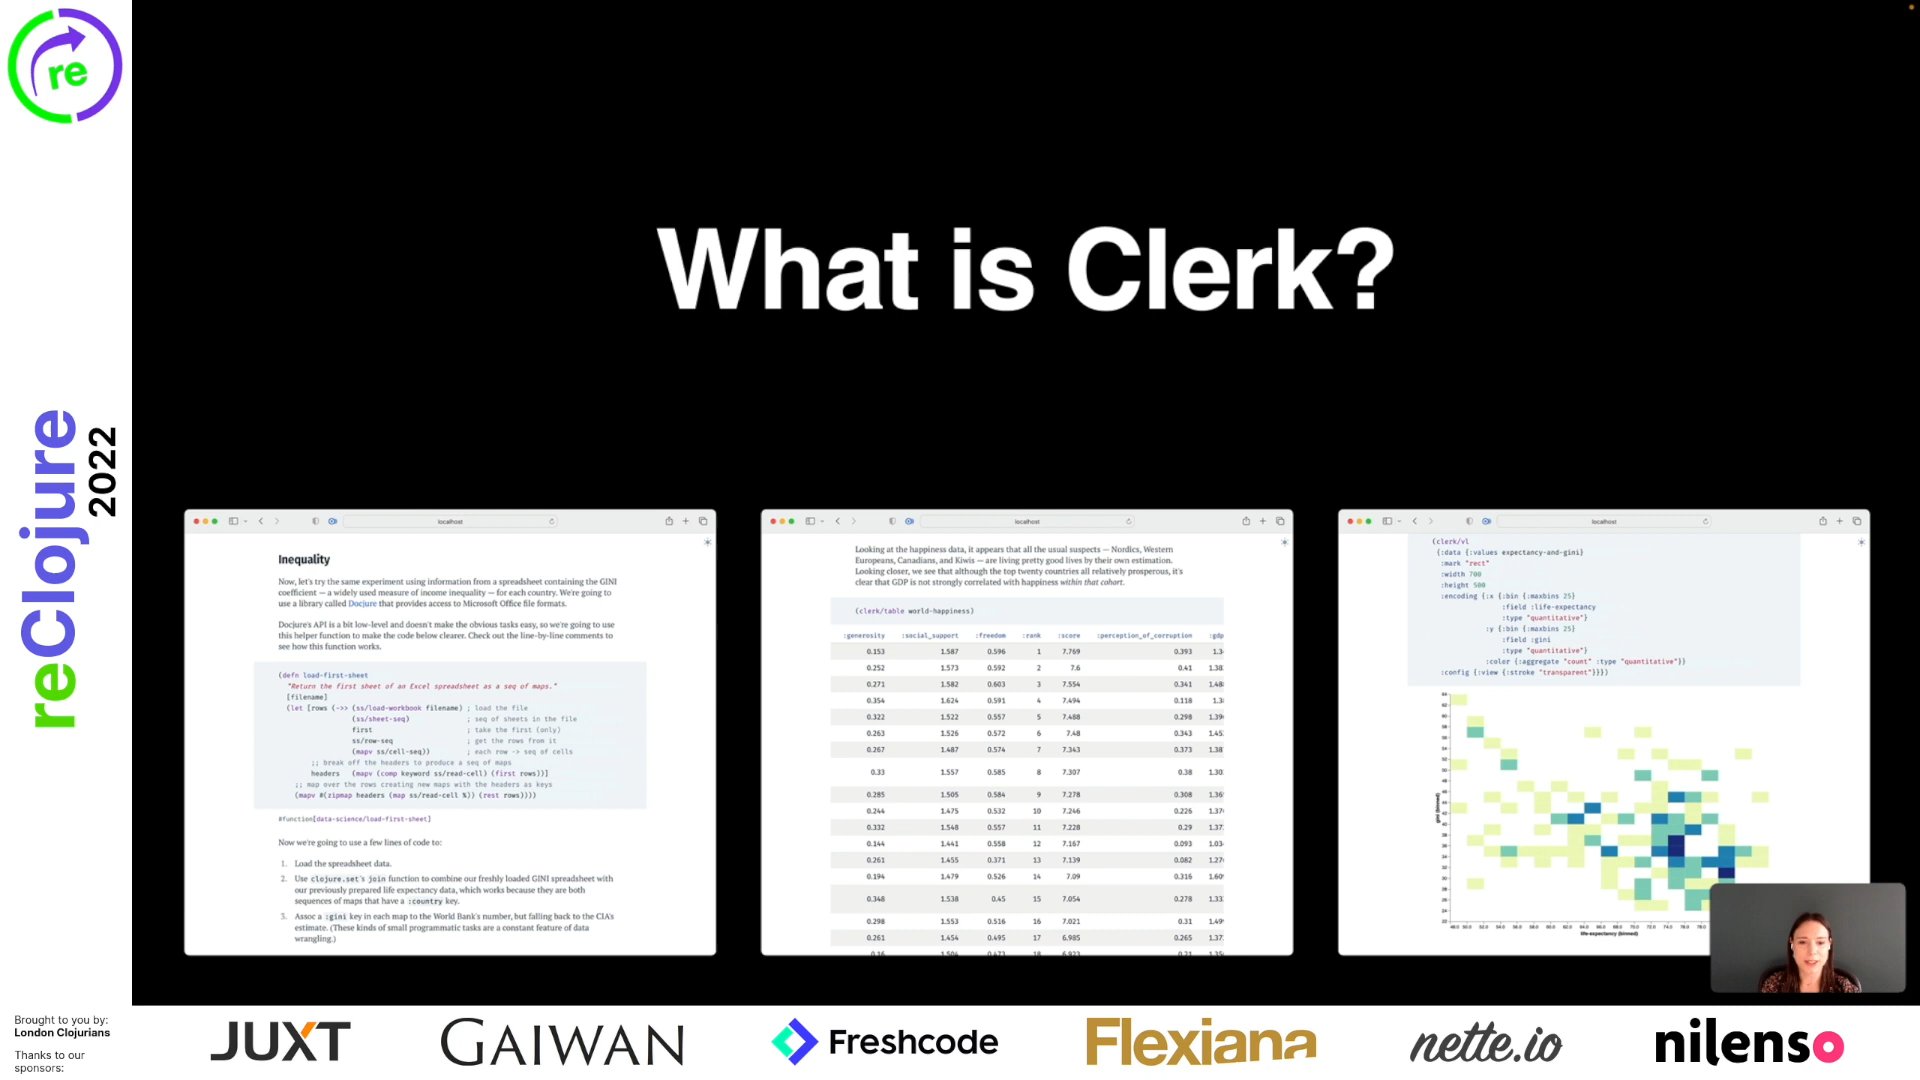 re
reClojure
2022
What is Clerk?
localhost
Inequality
Now, let's try the same experiment using information from a spreadsheet containing the GINI
coefficient — a widely used measure of income inequality — for each country. We're going to
use a library called Docjure that provides access to Microsoft Office file formats.
Docjure's API is a bit low-level and doesn't make the obvious tasks easy, so we're going to use
this helper function to make the code below clearer. Check out the line-by-line comments to
see how this function works.
(defn load-first-sheet
"Return the first sheet of an Excel spreadsheet as a seq of maps."
[filename]
(let [rows (->> (ss/load-workbook filename) ; load the file
(ss/sheet-seq) ; seq of sheets in the file
first ; take the first (only)
ss/row-seq ; get the rows from it
(mapv ss/cell-seq)) ; each row -> seq of cells
;; break off the headers to produce a seq of maps
headers (mapv (comp keyword ss/read-cell) (first rows))]
;; map over the rows creating new maps with the headers as keys
(mapv #(zipmap headers (map ss/read-cell %)) (rest rows))))
#function[data-science/load-first-sheet]
Now we're going to use a few lines of code to:
1. Load the spreadsheet data.
2. Use clojure.set's join function to combine our freshly loaded GINI spreadsheet with
our previously prepared life expectancy data, which works because they are both
sequences of maps that have a :country key.
3. Assoc a :gini key in each map to the World Bank's number, but falling back to the CIA's
estimate. (These kinds of small programmatic tasks are a constant feature of data
wrangling.)
localhost
Looking at the happiness data, it appears that all the usual suspects — Nordics, Western
Europeans, Canadians, and Kiwis — are living pretty good lives by their own estimation.
Looking closer, we see that although the top twenty countries all relatively prosperous, it's
clear that GDP is not strongly correlated with happiness within that cohort.
(clerk/table world-happiness)
:generosity :social_support :freedom :rank :score :perception_of_corruption :gdp
0.153 1.587 0.596 1 7.769 0.393 1.3
0.252 1.573 0.592 2 7.6 0.41 1.38
0.271 1.582 0.603 3 7.554 0.341 1.48
0.354 1.624 0.591 4 7.494 0.118 1.3
0.322 1.522 0.557 5 7.488 0.298 1.39
0.263 1.526 0.572 6 7.48 0.343 1.45
0.267 1.487 0.574 7 7.343 0.373 1.38
0.33 1.557 0.585 8 7.307 0.38 1.30
0.285 1.505 0.584 9 7.278 0.308 1.36
0.244 1.475 0.532 10 7.246 0.226 1.37
0.332 1.548 0.557 11 7.228 0.29 1.37
0.144 1.441 0.558 12 7.167 0.093 1.03
0.261 1.455 0.371 13 7.139 0.082 1.27
0.194 1.479 0.526 14 7.09 0.316 1.60
0.348 1.538 0.45 15 7.054 0.278 1.33
0.298 1.553 0.516 16 7.021 0.31 1.49
0.261 1.454 0.495 17 6.985 0.265 1.37
0.16 1.504 0.473 18 6.923 0.21 1.35
localhost
(clerk/vl
{:data {:values expectancy-and-gini}
:mark "rect"
:width 700
:height 500
:encoding {:x {:bin {:maxbins 25}
:field :life-expectancy
:type "quantitative"}
:y {:bin {:maxbins 25}
:field :gini
:type "quantitative"}
:color {:aggregate "count" :type "quantitative"}}
:config {:view {:stroke "transparent"}}})
gini (binned)
life-expectancy (binned)
Brought to you by:
London Clojurians
Thanks to our
sponsors:
JUXT
GAIWAN
Freshcode
Flexiana
nette.io
nilenso